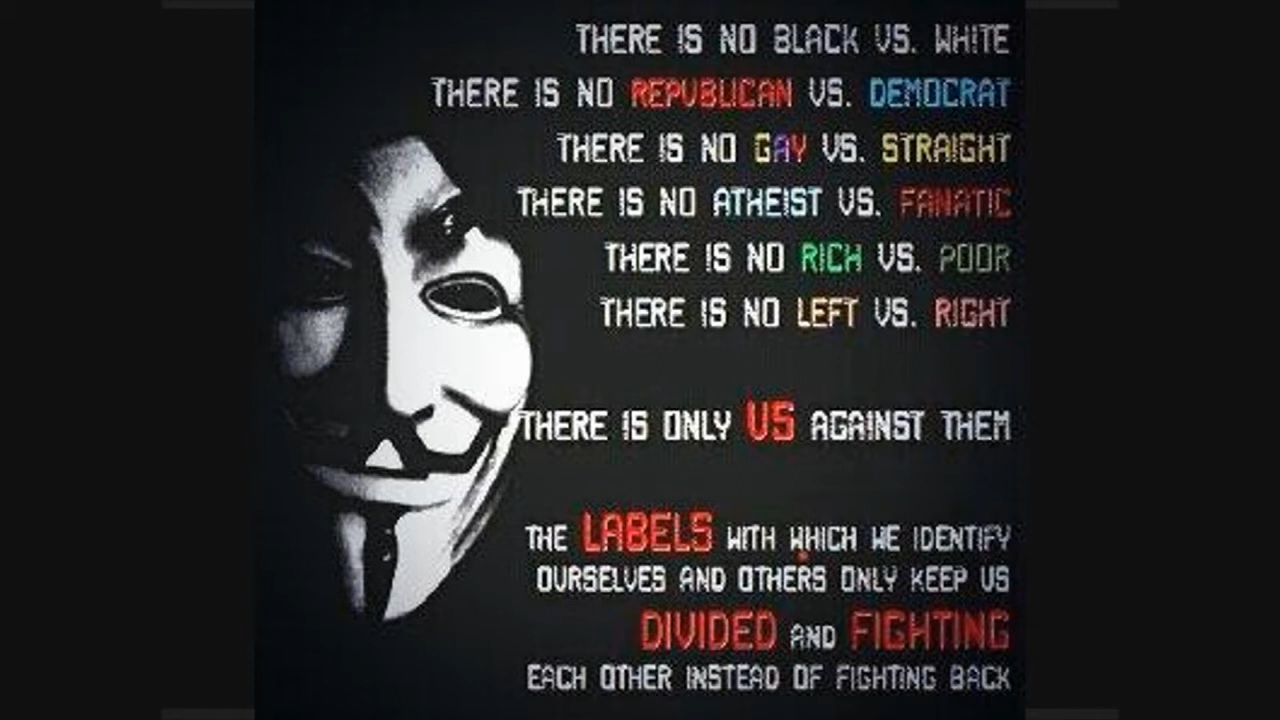 THERE IS NO BLACK VS. WHITE
THERE IS NO REPUBLICAN VS. DEMOCRAT
THERE IS NO GAY VS. STRAIGHT
THERE IS NO ATHEIST VS. FANATIC
THERE IS NO RICH VS. POOR
THERE IS NO LEFT VS. RIGHT
THERE IS ONLY US AGAINST THEM
THE LABELS WITH WHICH WE IDENTIFY
OURSELVES AND OTHERS ONLY KEEP US
DIVIDED AND FIGHTING
EACH OTHER INSTEAD OF FIGHTING BACK